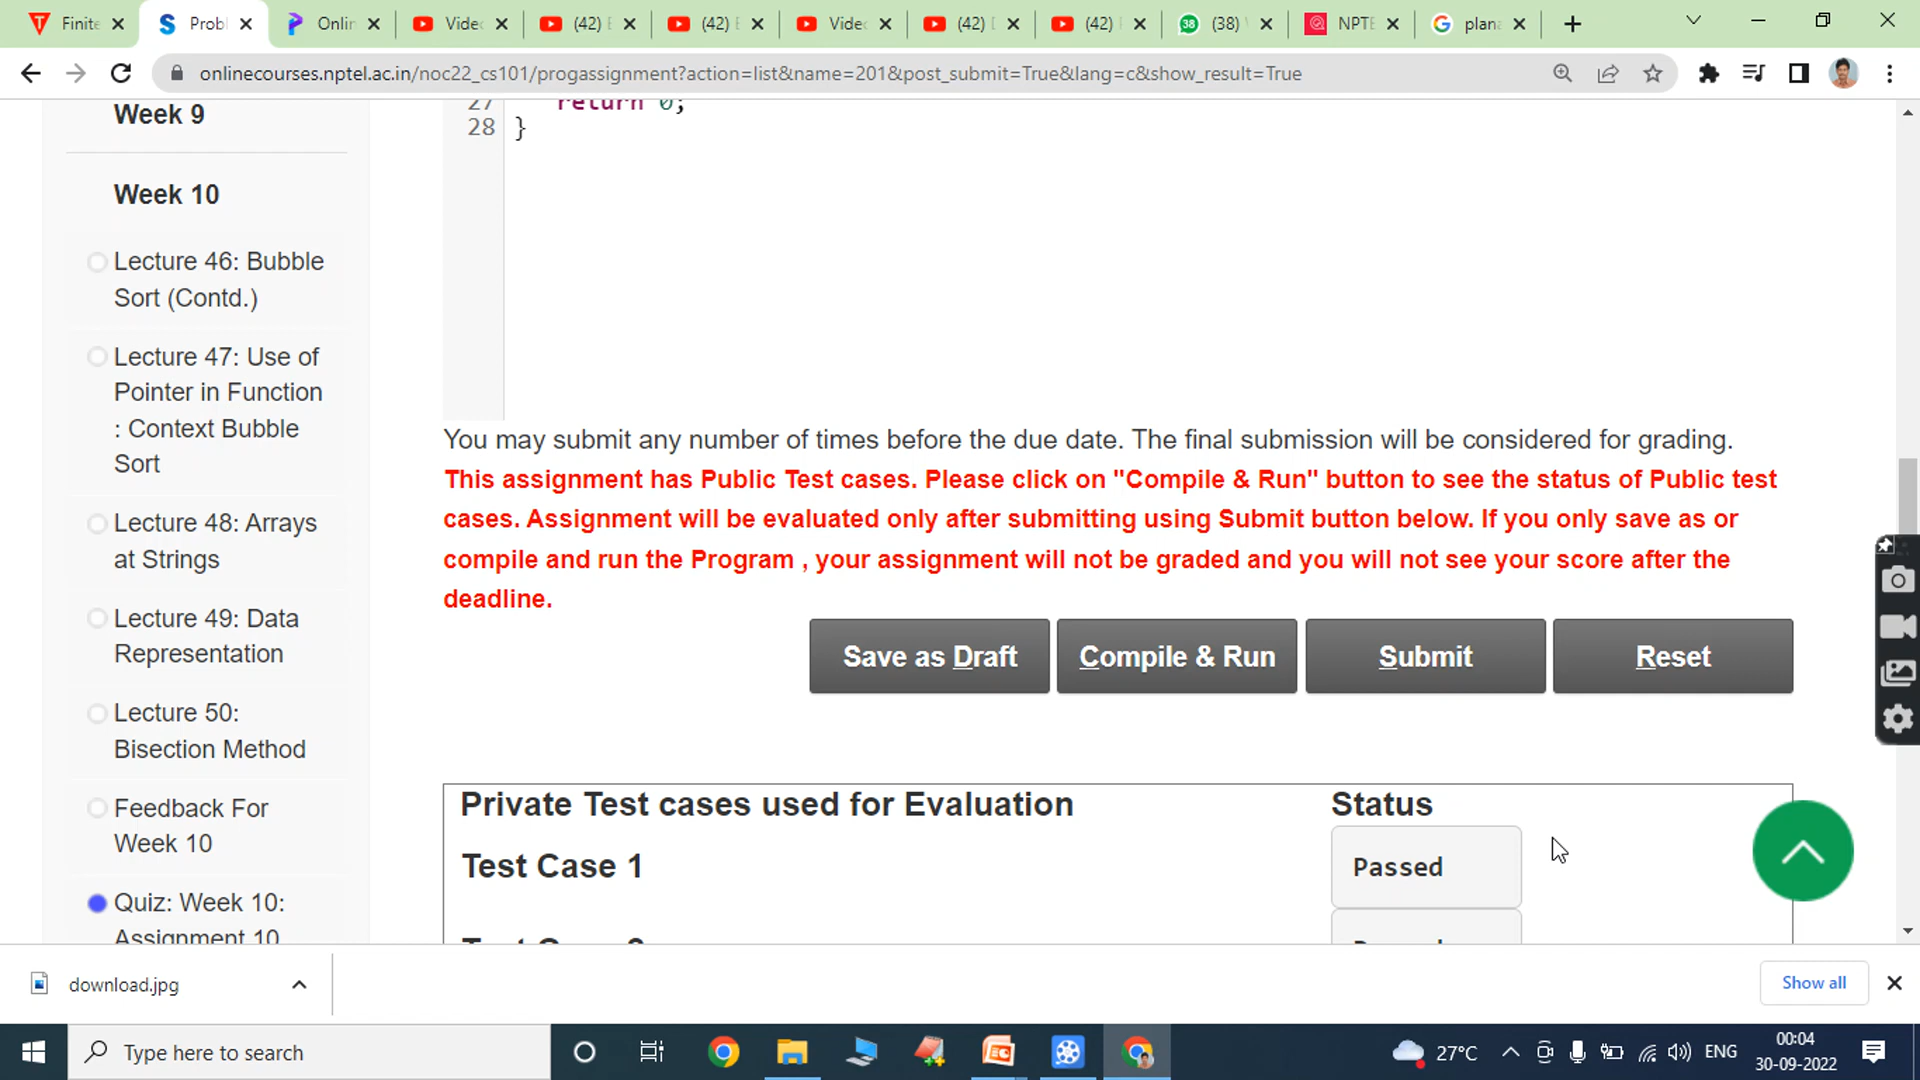 Finite
Probl
Onlin
Vide
(42) E
(42) E
Vide
(42) D
(42) F
(38)
NPTE
plana
onlinecourses.nptel.ac.in/noc22_cs101/progassignment?action=list&name=201&post_submit=True&lang=c&show_result=True
Week 9
Week 10
Lecture 46: Bubble
Sort (Contd.)
Lecture 47: Use of
Pointer in Function
: Context Bubble
Sort
Lecture 48: Arrays
at Strings
Lecture 49: Data
Representation
Lecture 50:
Bisection Method
Feedback For
Week 10
Quiz: Week 10:
Assignment 10
27 return 0;
28 }
You may submit any number of times before the due date. The final submission will be considered for grading.
This assignment has Public Test cases. Please click on "Compile & Run" button to see the status of Public test
cases. Assignment will be evaluated only after submitting using Submit button below. If you only save as or
compile and run the Program , your assignment will not be graded and you will not see your score after the
deadline.
Save as Draft Compile & Run Submit Reset
Private Test cases used for Evaluation Status
Test Case 1 Passed
download.jpg
Show all
Type here to search
27°C
ENG
00:04
30-09-2022